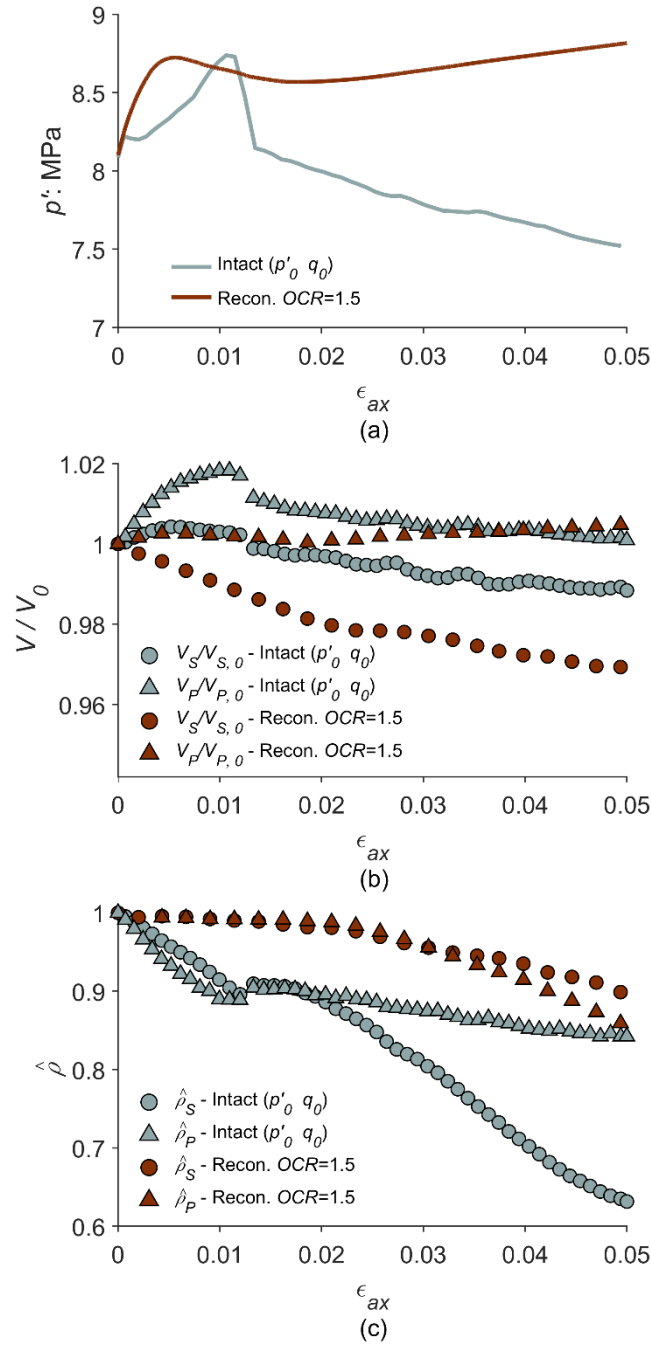 9
8.5
8
7.5
7
p': MPa
Intact (p'0 q0)
Recon. OCR=1.5
0 0.01 0.02 0.03 0.04 0.05
ϵax
(a)
1.02
1
0.98
0.96
V / V0
VS/VS, 0 - Intact (p'0 q0)
VP/VP, 0 - Intact (p'0 q0)
VS/VS, 0 - Recon. OCR=1.5
VP/VP, 0 - Recon. OCR=1.5
0 0.01 0.02 0.03 0.04 0.05
ϵax
(b)
1
0.9
0.8
0.7
0.6
ρ̂
ρ̂S - Intact (p'0 q0)
ρ̂P - Intact (p'0 q0)
ρ̂S - Recon. OCR=1.5
ρ̂P - Recon. OCR=1.5
0 0.01 0.02 0.03 0.04 0.05
ϵax
(c)